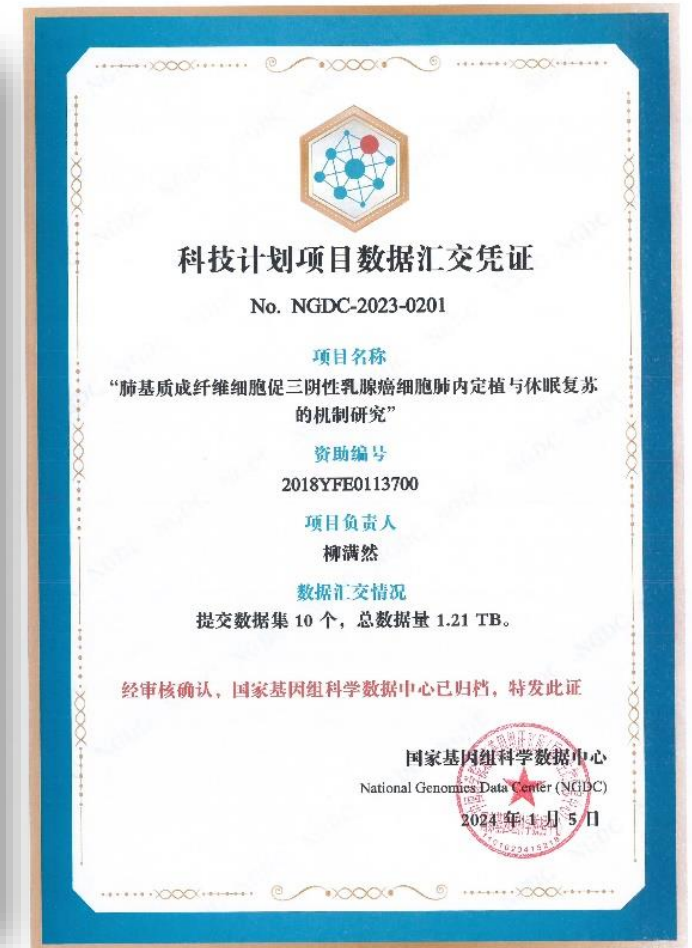 科技计划项目数据汇交凭证
No. NGDC-2023-0201
项目名称
“肺基质成纤维细胞促三阴性乳腺癌细胞肺内定植与休眠复苏
的机制研究”
资助编号
2018YFE0113700
项目负责人
柳满然
数据汇交情况
提交数据集 10 个，总数据量 1.21 TB。
经审核确认，国家基因组科学数据中心已归档，特发此证
国家基因组科学数据中心
National Genomics Data Center (NGDC)
2024 年 1 月 5 日